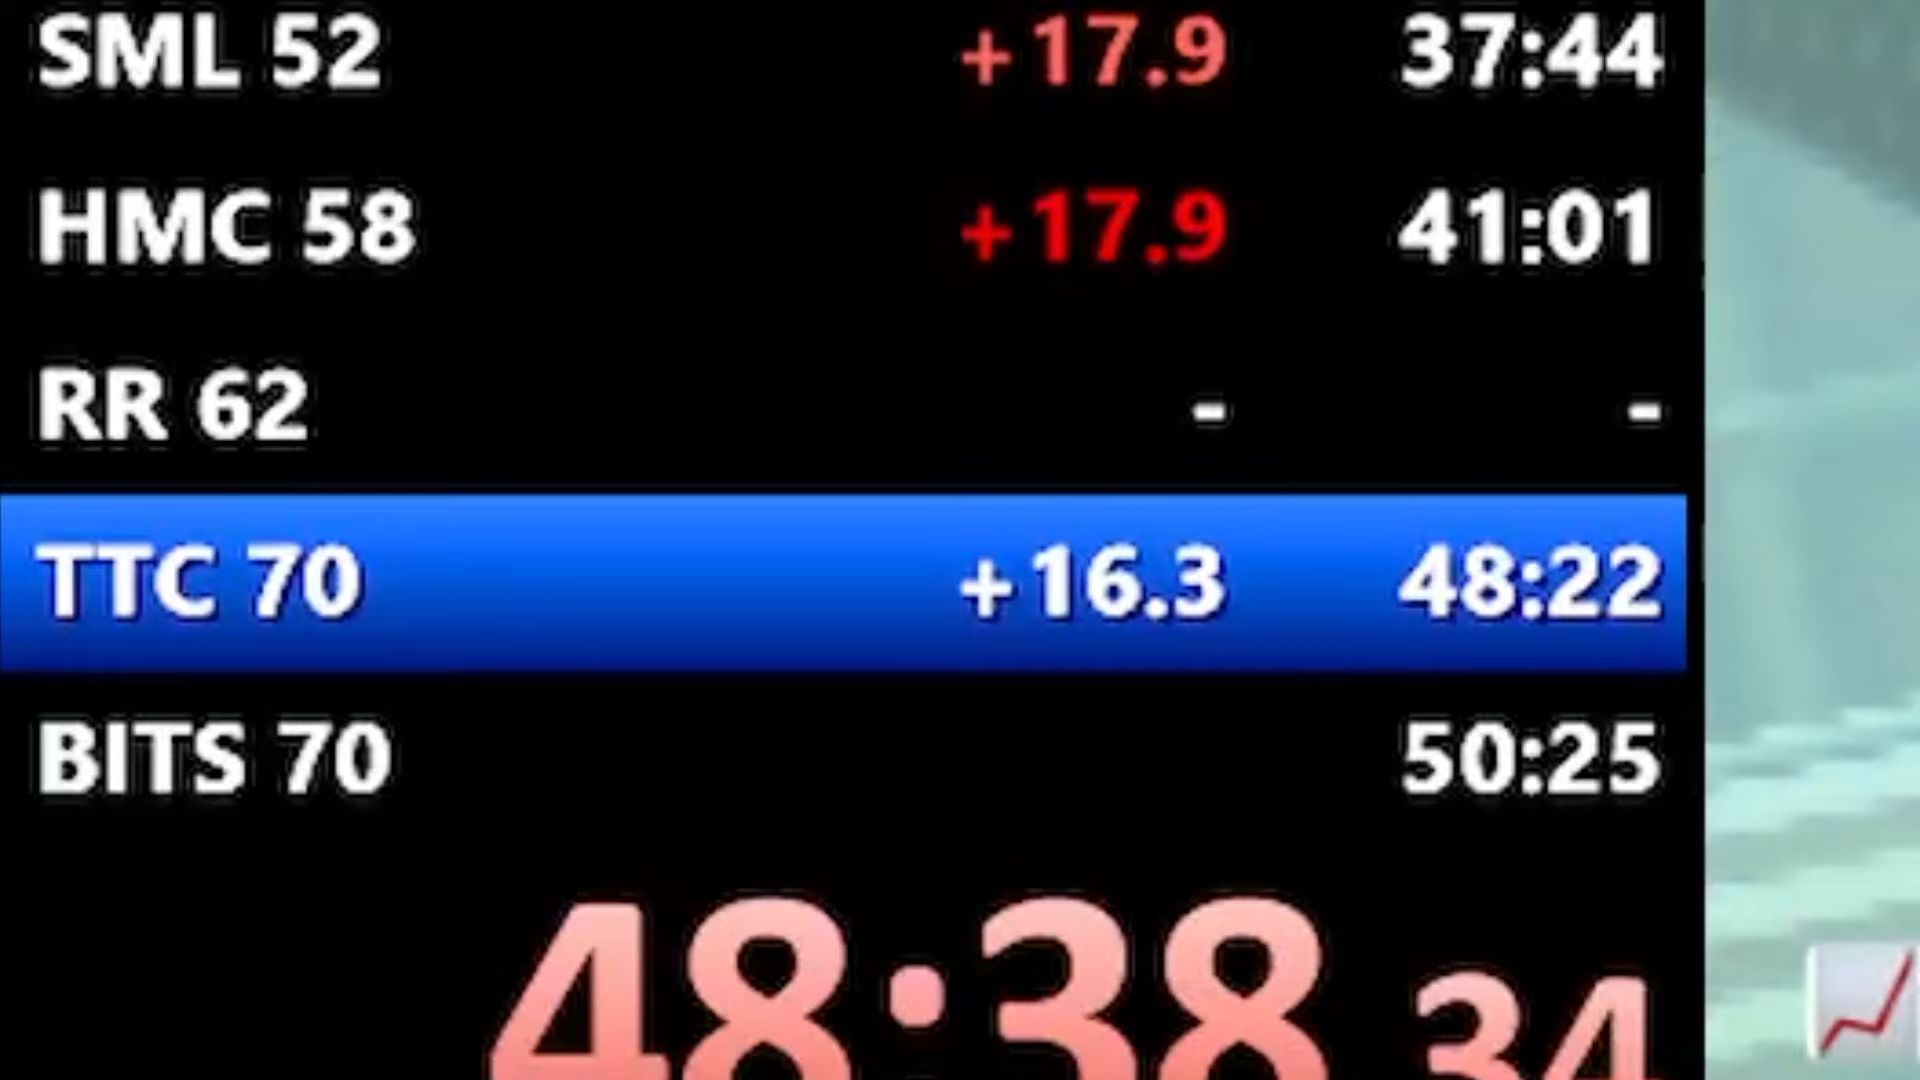 SML 52 +17.9 37:44
HMC 58 +17.9 41:01
RR 62 - -
TTC 70 +16.3 48:22
BITS 70 50:25
48:38.34